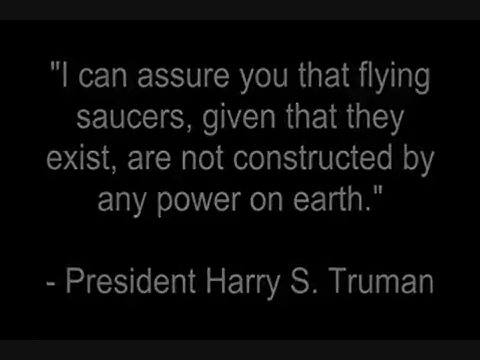 "I can assure you that flying
saucers, given that they
exist, are not constructed by
any power on earth."
- President Harry S. Truman